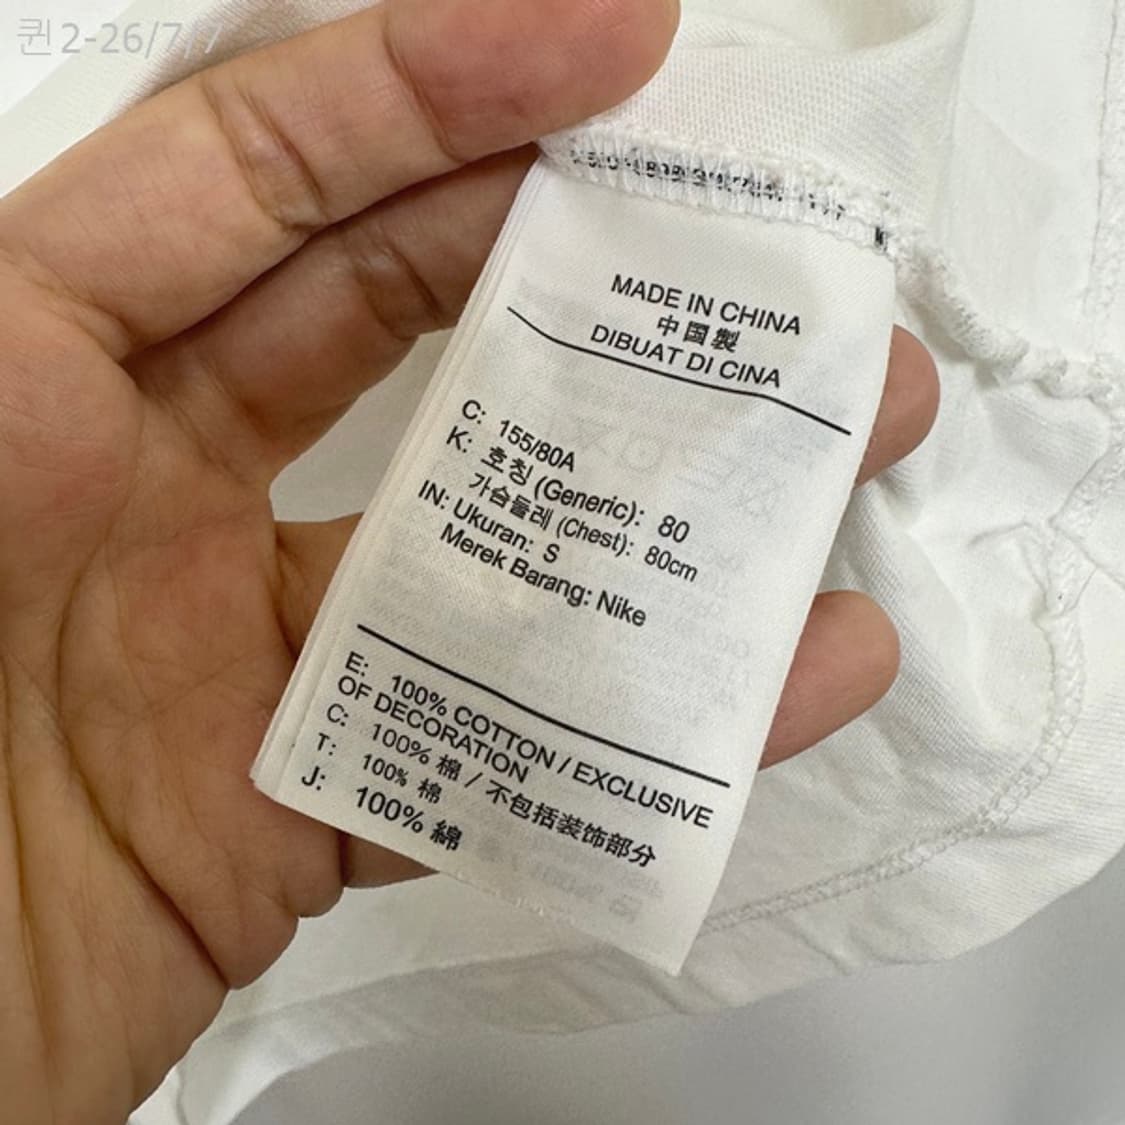 퀸2-26/7/7
MADE IN CHINA
中国製
DIBUAT DI CINA
C: 155/80A
K: 호칭 (Generic): 80
가슴둘레 (Chest): 80cm
IN: Ukuran: S
Merek Barang: Nike
E: 100% COTTON / EXCLUSIVE
OF DECORATION
C: 100% 棉 / 不包括装饰部分
T: 100% 棉
J: 100% 綿